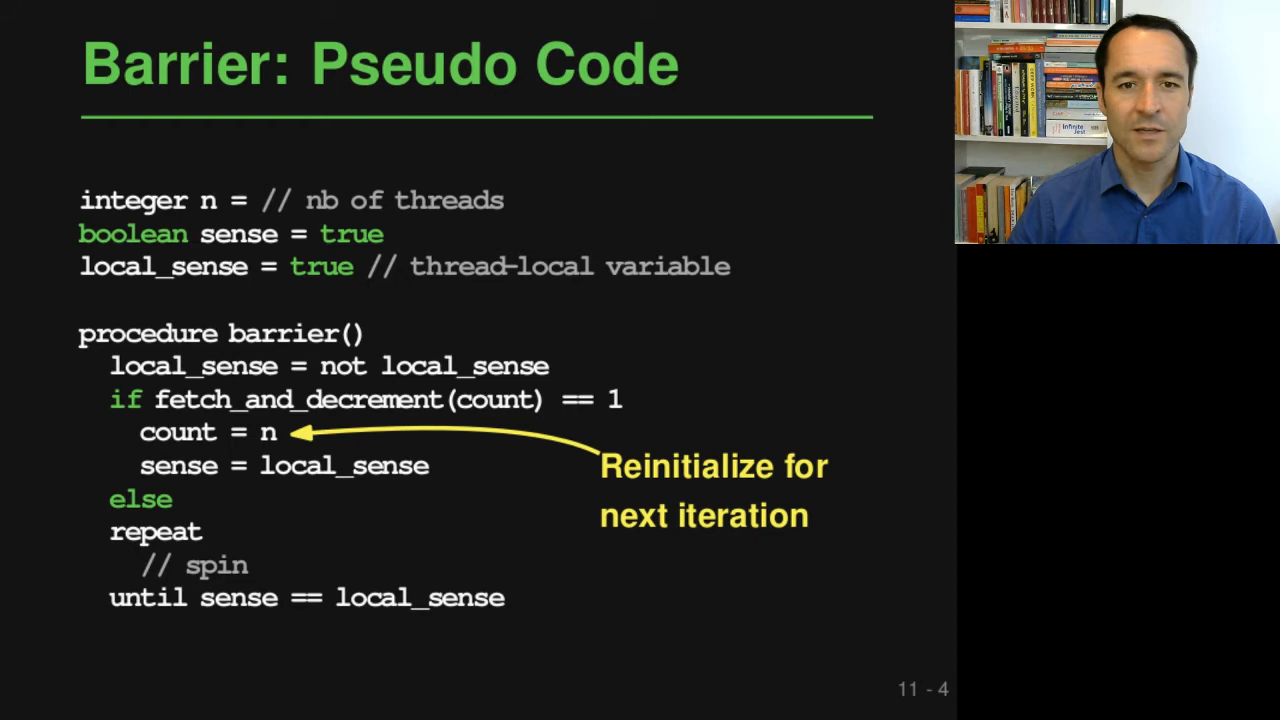 Barrier: Pseudo Code
integer n = // nb of threads
boolean sense = true
local_sense = true // thread-local variable
procedure barrier()
local_sense = not local_sense
if fetch_and_decrement(count) == 1
count = n
sense = local_sense
Reinitialize for
next iteration
else
repeat
// spin
until sense == local_sense
11 - 4
Infinite
Jest